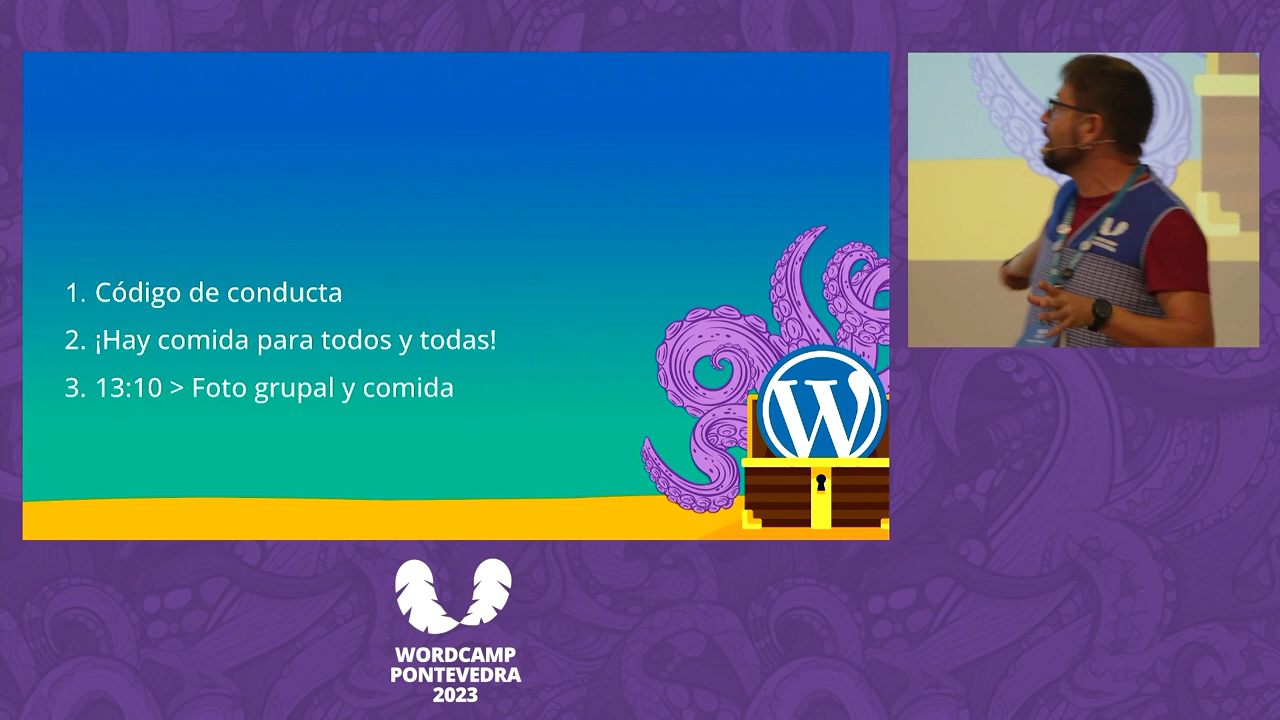 1. Código de conducta
2. ¡Hay comida para todos y todas!
3. 13:10 > Foto grupal y comida
W
WORDCAMP
PONTEVEDRA
2023